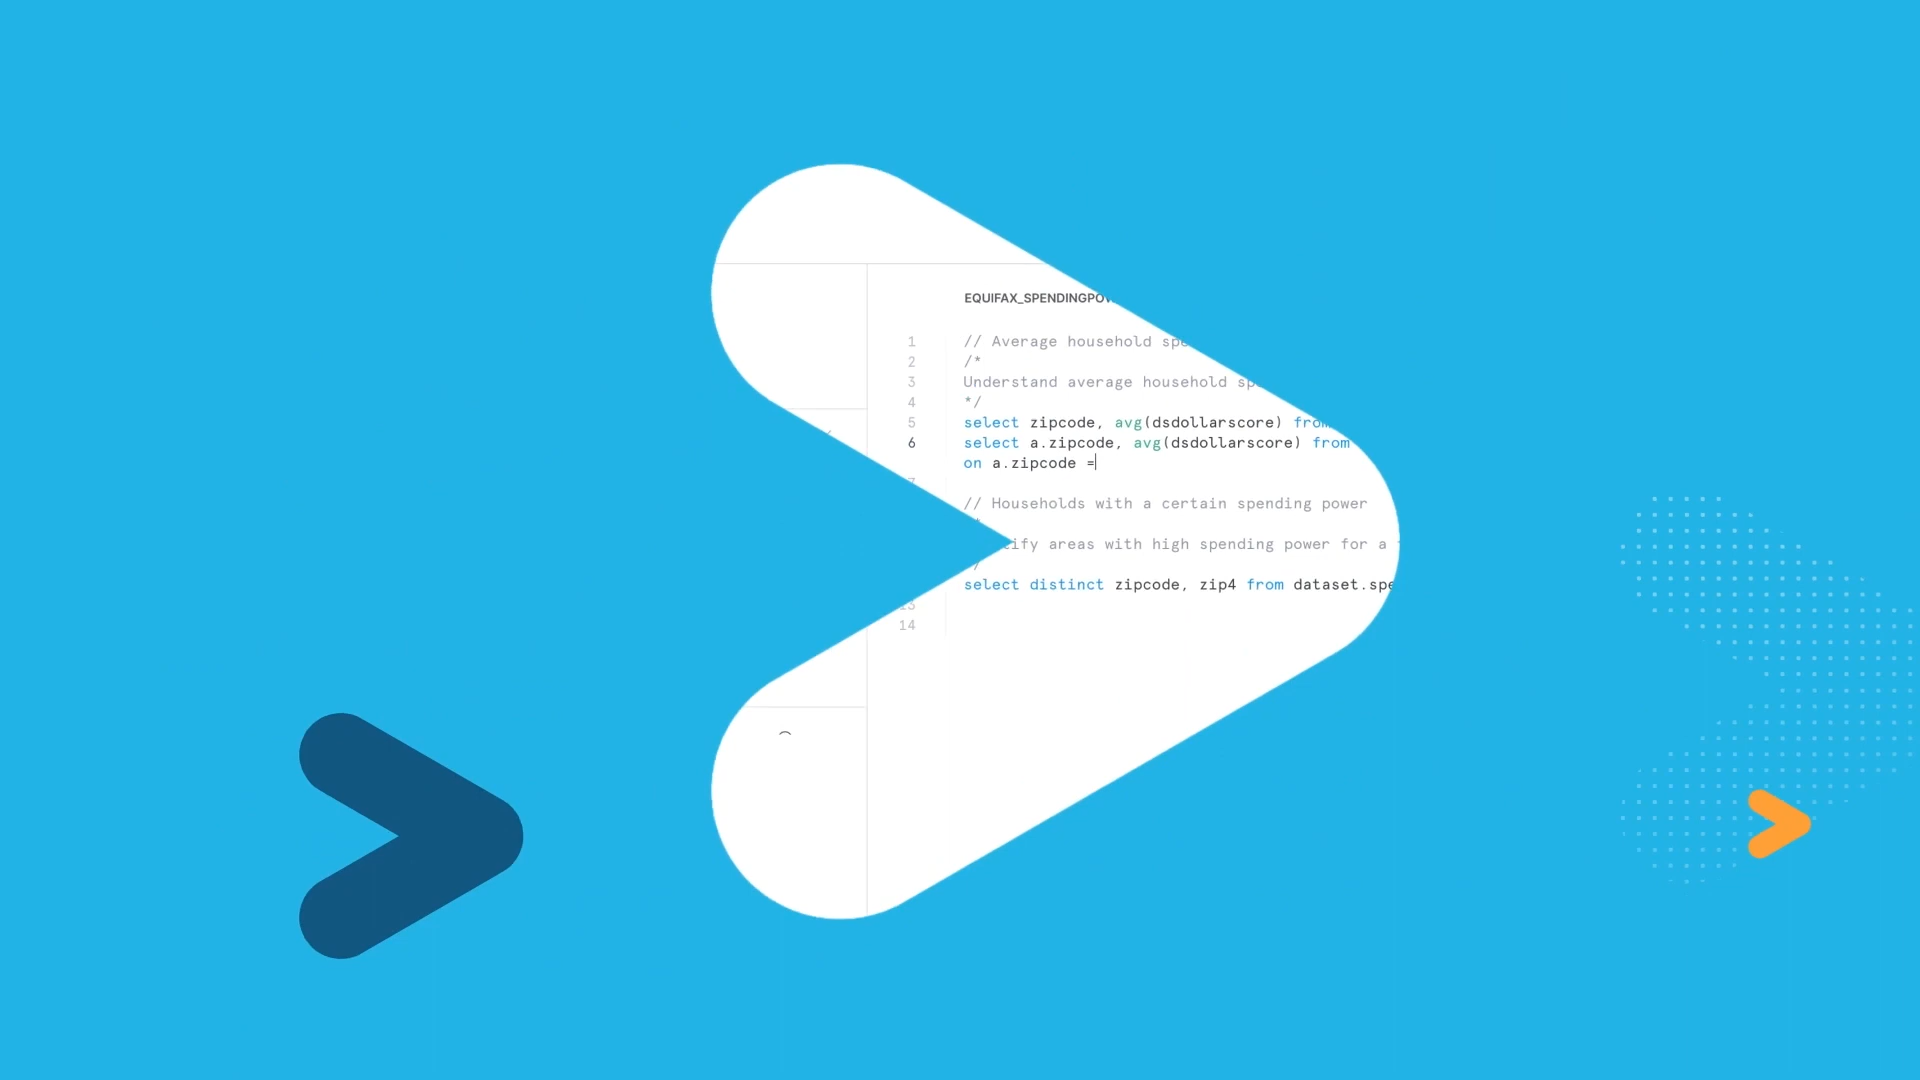 EQUIFAX_SPENDINGPO
1 // Average household sp
2 /*
3 Understand average household sp
4 */
5 select zipcode, avg(dsdollarscore) from
6 select a.zipcode, avg(dsdollarscore) from
on a.zipcode =
// Households with a certain spending power
ify areas with high spending power for a
select distinct zipcode, zip4 from dataset.spe
13
14